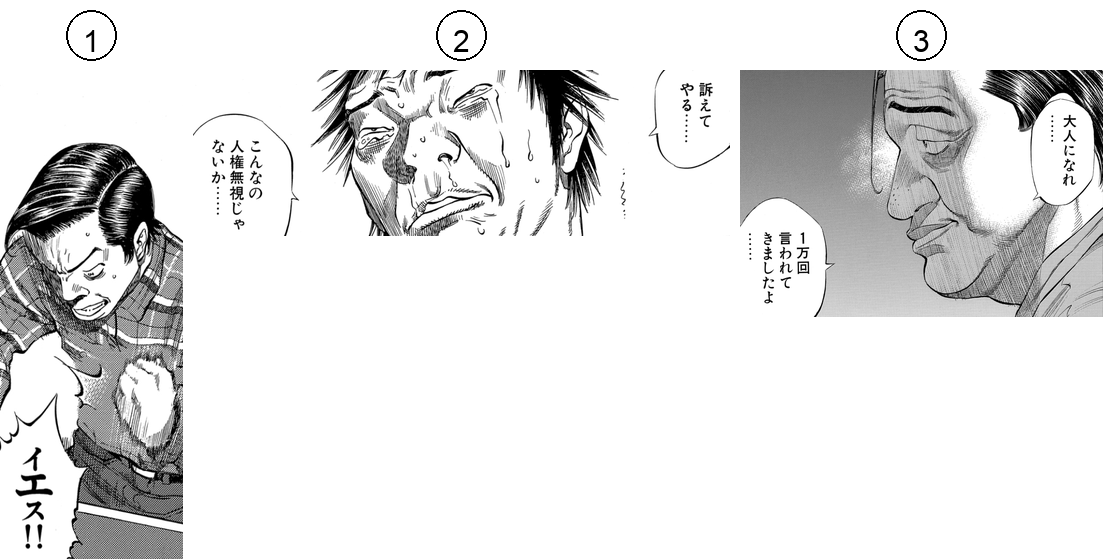 1
イエス!!
2
訴えて
やる……
こんなの
人権無視じゃ
ないか……
3
大人になれ
……
1万回
言われて
きましたよ
……